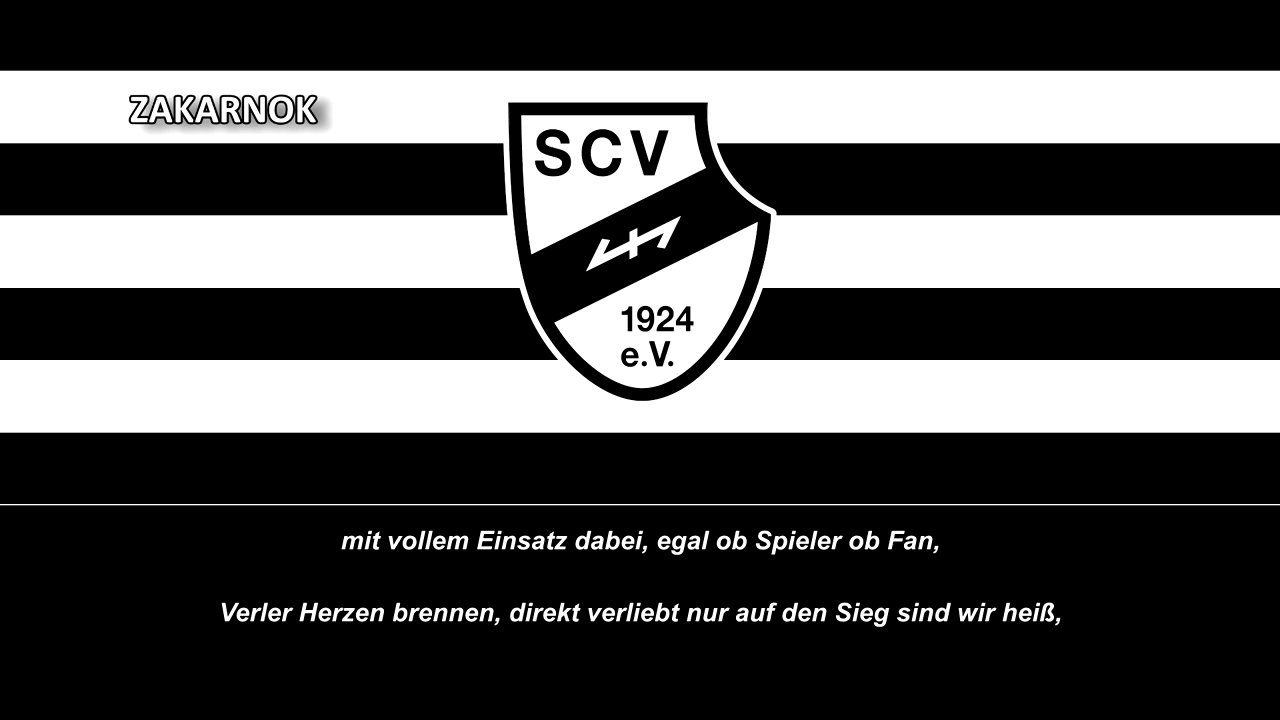 ZAKARNOK
SCV
1924
e.V.
mit vollem Einsatz dabei, egal ob Spieler ob Fan,
Verler Herzen brennen, direkt verliebt nur auf den Sieg sind wir heiß,